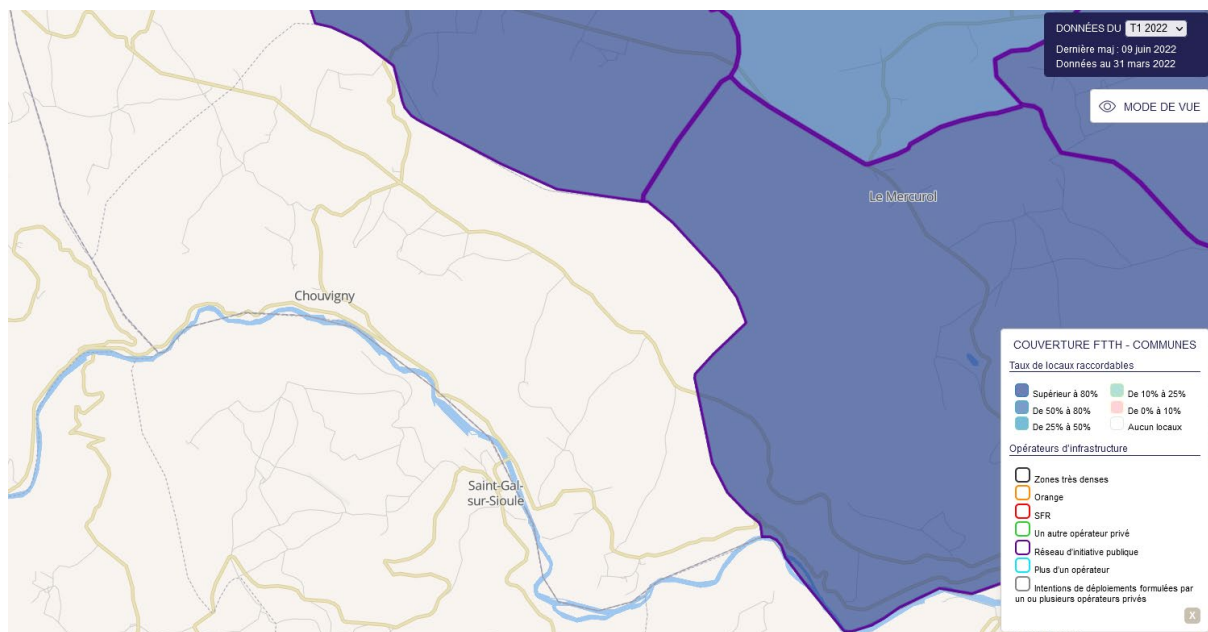 DONNÉES DU T1 2022
Dernière maj : 09 juin 2022
Données au 31 mars 2022
MODE DE VUE
Le Mercurol
Chouvigny
Saint-Gal-
sur-Sioule
COUVERTURE FTTH - COMMUNES
Taux de locaux raccordables
Supérieur à 80%
De 10% à 25%
De 50% à 80%
De 0% à 10%
De 25% à 50%
Aucun locaux
Opérateurs d'infrastructure
Zones très denses
Orange
SFR
Un autre opérateur privé
Réseau d'initiative publique
Plus d'un opérateur
Intentions de déploiements formulées par
un ou plusieurs opérateurs privés
X